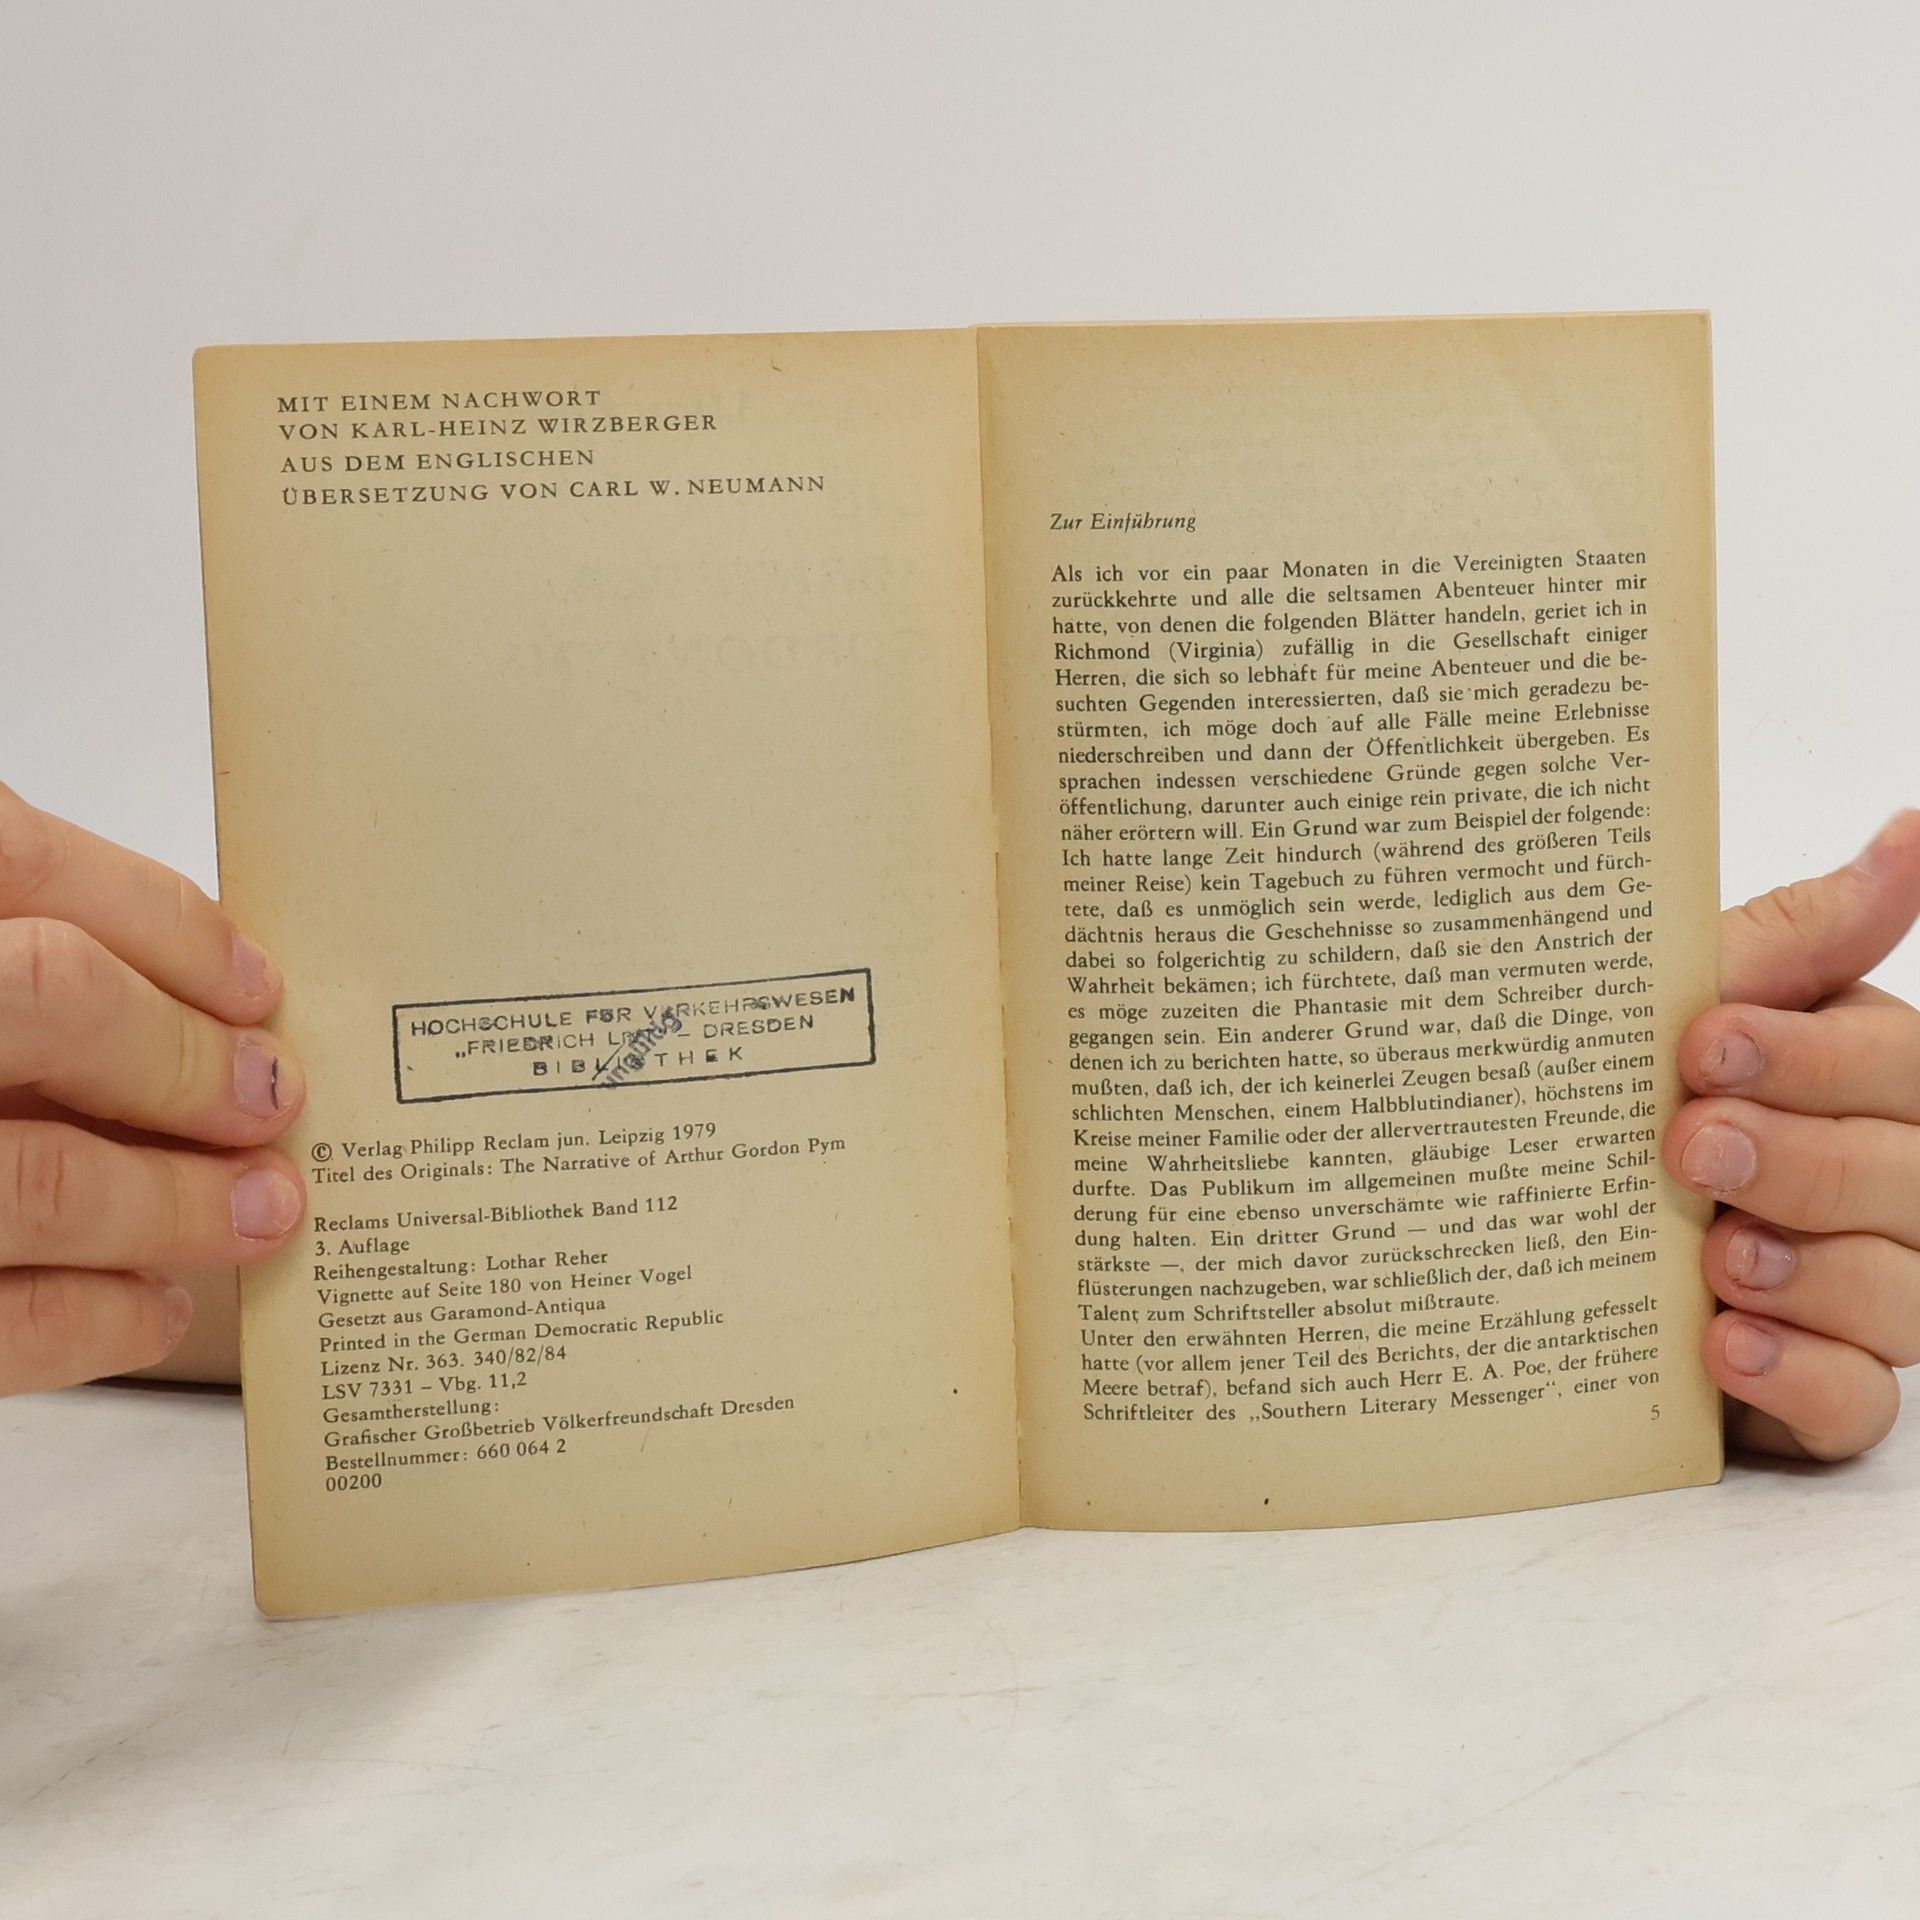 MIT EINEM NACHWORT
VON KARL-HEINZ WIRZBERGER
AUS DEM ENGLISCHEN
ÜBERSETZUNG VON CARL W. NEUMANN
HOCHSCHULE FÜR VERKEHRSWESEN
„FRIEDRICH LIST“ – DRESDEN
BIBLIOTHEK
ungültig
© Verlag Philipp Reclam jun. Leipzig 1979
Titel des Originals: The Narrative of Arthur Gordon Pym
Reclams Universal-Bibliothek Band 112
3. Auflage
Reihengestaltung: Lothar Reher
Vignette auf Seite 180 von Heiner Vogel
Gesetzt aus Garamond-Antiqua
Printed in the German Democratic Republic
Lizenz Nr. 363. 340/82/84
LSV 7331 – Vbg. 11,2
Gesamtherstellung:
Grafischer Großbetrieb Völkerfreundschaft Dresden
Bestellnummer: 660 064 2
00200
Zur Einführung
Als ich vor ein paar Monaten in die Vereinigten Staaten
zurückkehrte und alle die seltsamen Abenteuer hinter mir
hatte, von denen die folgenden Blätter handeln, geriet ich in
Richmond (Virginia) zufällig in die Gesellschaft einiger
Herren, die sich so lebhaft für meine Abenteuer und die be-
suchten Gegenden interessierten, daß sie mich geradezu be-
stürmten, ich möge doch auf alle Fälle meine Erlebnisse
niederschreiben und dann der Öffentlichkeit übergeben. Es
sprachen indessen verschiedene Gründe gegen solche Ver-
öffentlichung, darunter auch einige rein private, die ich nicht
näher erörtern will. Ein Grund war zum Beispiel der folgende:
Ich hatte lange Zeit hindurch (während des größeren Teils
meiner Reise) kein Tagebuch zu führen vermocht und fürch-
tete, daß es unmöglich sein werde, lediglich aus dem Ge-
dächtnis heraus die Geschehnisse so zusammenhängend und
dabei so folgerichtig zu schildern, daß sie den Anstrich der
Wahrheit bekämen; ich fürchtete, daß man vermuten werde,
es möge zuzeiten die Phantasie mit dem Schreiber durch-
gegangen sein. Ein anderer Grund war, daß die Dinge, von
denen ich zu berichten hatte, so überaus merkwürdig anmuten
mußten, daß ich, der ich keinerlei Zeugen besaß (außer einem
schlichten Menschen, einem Halbblutindianer), höchstens im
Kreise meiner Familie oder der allervertrautesten Freunde, die
meine Wahrheitsliebe kannten, gläubige Leser erwarten
durfte. Das Publikum im allgemeinen mußte meine Schil-
derung für eine ebenso unverschämte wie raffinierte Erfin-
dung halten. Ein dritter Grund — und das war wohl der
stärkste —, der mich davor zurückschrecken ließ, den Ein-
flüsterungen nachzugeben, war schließlich der, daß ich meinem
Talent zum Schriftsteller absolut mißtraute.
Unter den erwähnten Herren, die meine Erzählung gefesselt
hatte (vor allem jener Teil des Berichts, der die antarktischen
Meere betraf), befand sich auch Herr E. A. Poe, der frühere
Schriftleiter des „Southern Literary Messenger“, einer von
5